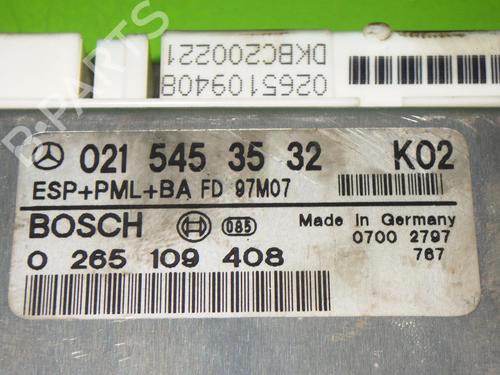 DKBC200221
0265109408
021 545 35 32 K02
ESP+PML+BA FD 97M07
BOSCH 085 Made in Germany
0700 2797
0 265 109 408 767
B-PARTS